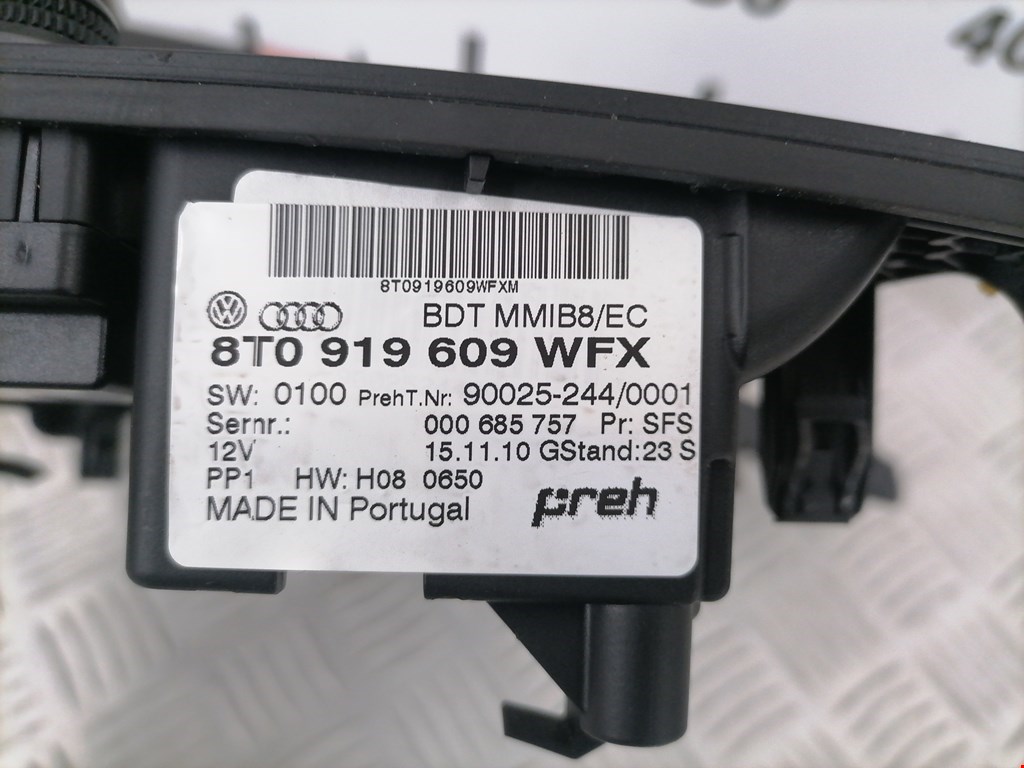 8T0919609WFXM
BDT MMIB8/EC
8T0 919 609 WFX
SW: 0100 PrehT.Nr: 90025-244/0001
Sernr.: 000 685 757 Pr: SFS
12V 15.11.10 GStand:23 S
PP1 HW: H08 0650
MADE IN Portugal preh